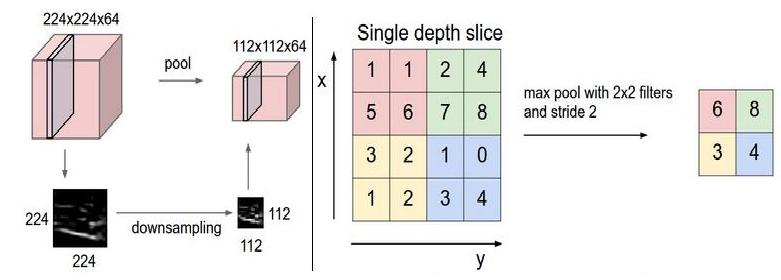 224x224x64
pool
112x112x64
224
224
downsampling
112
112
Single depth slice
x
1 1 2 4
5 6 7 8
3 2 1 0
1 2 3 4
y
max pool with 2x2 filters
and stride 2
6 8
3 4